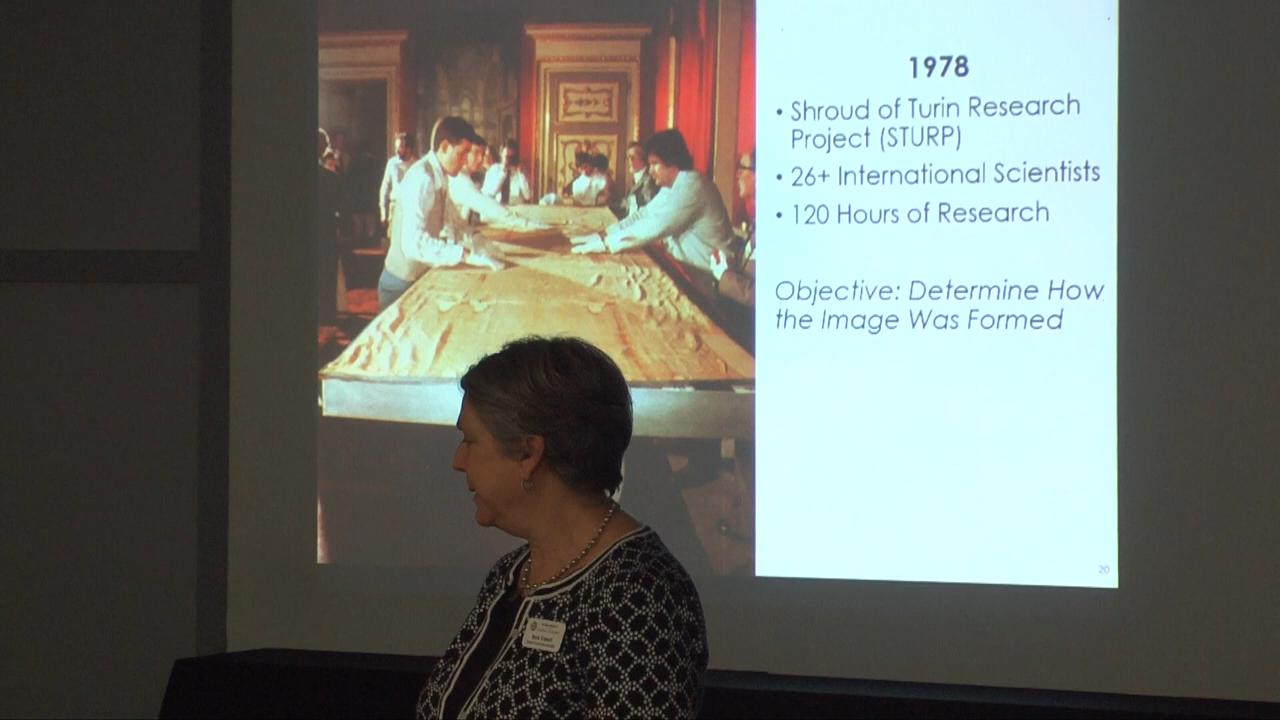 1978
• Shroud of Turin Research
Project (STURP)
• 26+ International Scientists
• 120 Hours of Research
Objective: Determine How
the Image Was Formed
20